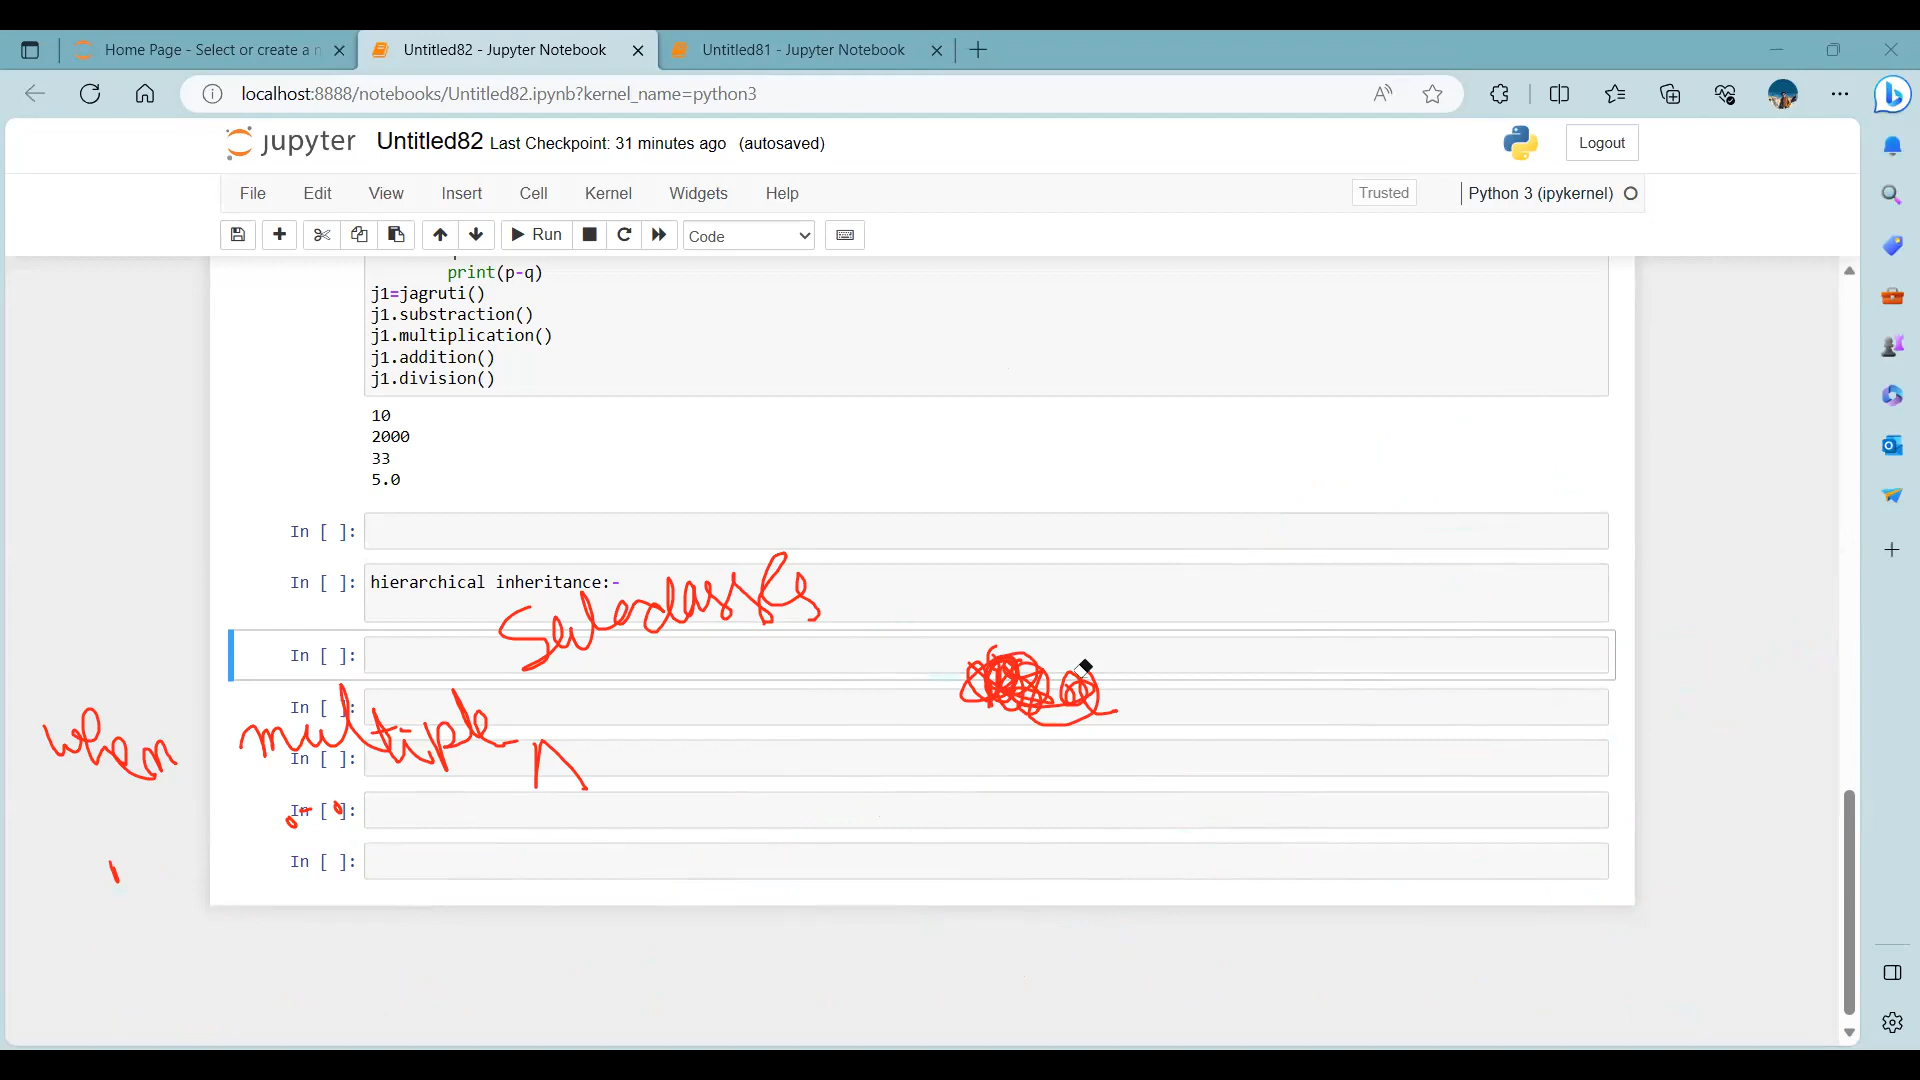 Home Page - Select or create a n
Untitled82 - Jupyter Notebook
Untitled81 - Jupyter Notebook
localhost:8888/notebooks/Untitled82.ipynb?kernel_name=python3
jupyter Untitled82 Last Checkpoint: 31 minutes ago (autosaved)
Logout
File Edit View Insert Cell Kernel Widgets Help
Trusted
Python 3 (ipykernel)
Run
Code
print(p-q)
j1=jagruti()
j1.substraction()
j1.multiplication()
j1.addition()
j1.division()
10
2000
33
5.0
In [ ]:
In [ ]: hierarchical inheritance:-
In [ ]:
In [ ]:
In [ ]:
In [ ]:
In [ ]:
when multiple